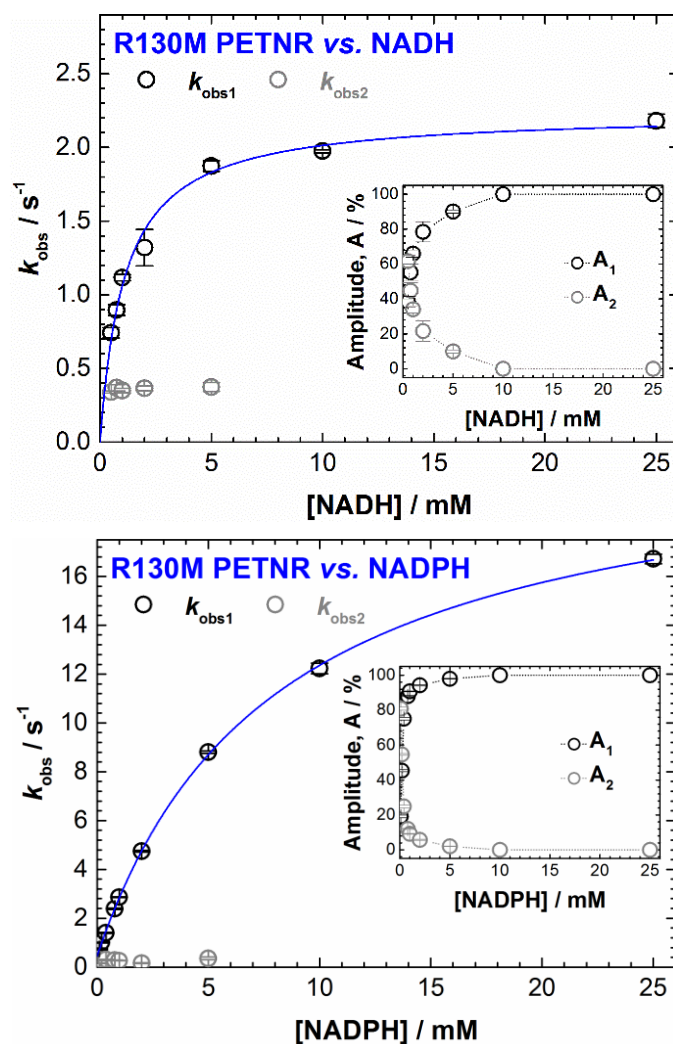 R130M PETNR vs. NADH
kobs1 kobs2
2.5
2.0
1.5
1.0
0.5
0.0
kobs / s-1
0 5 10 15 20 25
[NADH] / mM
100
80
60
40
20
0
Amplitude, A / %
A1
A2
0 5 10 15 20 25
[NADH] / mM
R130M PETNR vs. NADPH
kobs1 kobs2
16
14
12
10
8
6
4
2
0
kobs / s-1
0 5 10 15 20 25
[NADPH] / mM
100
80
60
40
20
0
Amplitude, A / %
A1
A2
0 5 10 15 20 25
[NADPH] / mM